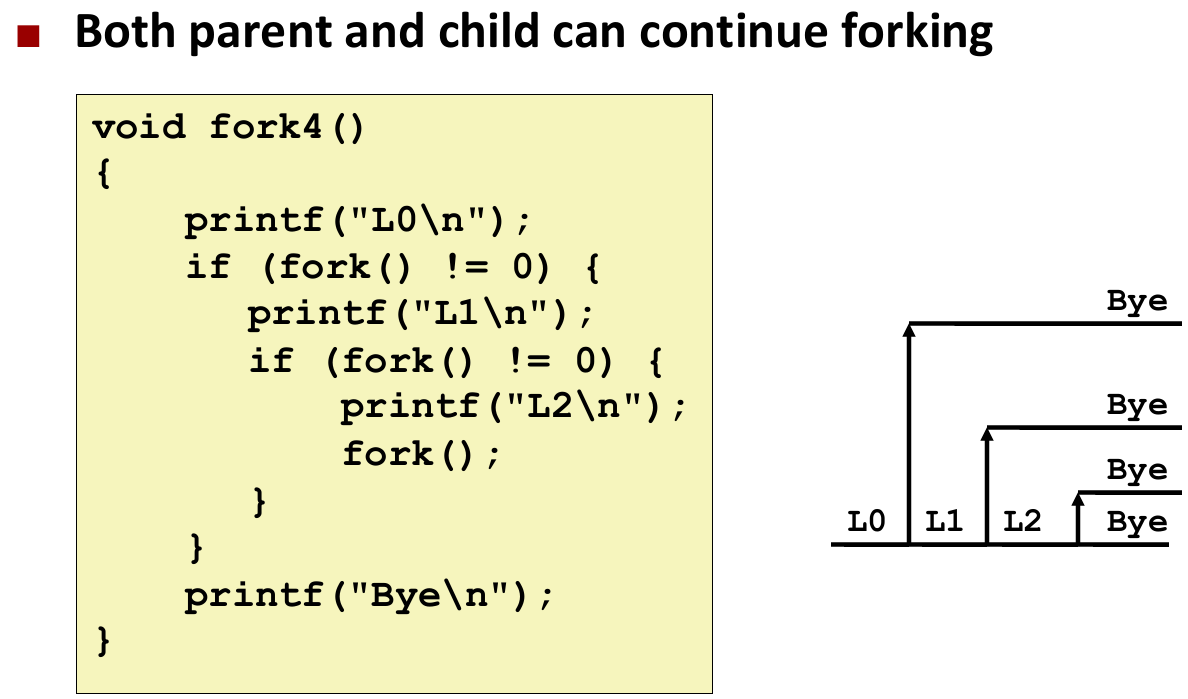 Both parent and child can continue forking
void fork4()
{
printf("L0\n");
if (fork() != 0) {
printf("L1\n");
if (fork() != 0) {
printf("L2\n");
fork();
}
}
printf("Bye\n");
}
Bye
Bye
Bye
L0 L1 L2 Bye